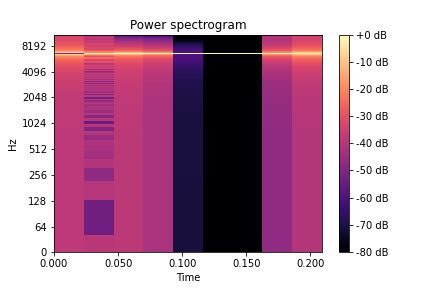 Power spectrogram
8192
4096
2048
1024
512
256
128
64
0
Hz
0.000 0.050 0.100 0.150 0.200
Time
+0 dB
-10 dB
-20 dB
-30 dB
-40 dB
-50 dB
-60 dB
-70 dB
-80 dB